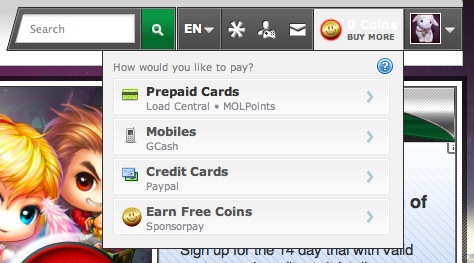 Search
EN
0 Coins
BUY MORE
How would you like to pay?
?
Prepaid Cards
Load Central • MOLPoints
Mobiles
GCash
Credit Cards
Paypal
Earn Free Coins
Sponsorpay
of
Sign up for the 14 day trial with valid